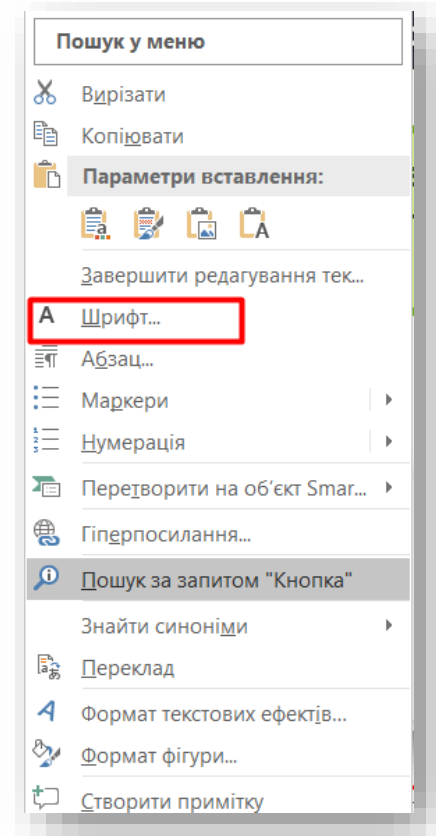 Пошук у меню
Вирізати
Копіювати
Параметри вставлення:
Завершити редагування тек...
Шрифт...
Абзац...
Маркери
Нумерація
Перетворити на об’єкт Smar...
Гіперпосилання...
Пошук за запитом "Кнопка"
Знайти синоніми
Переклад
Формат текстових ефектів...
Формат фігури...
Створити примітку